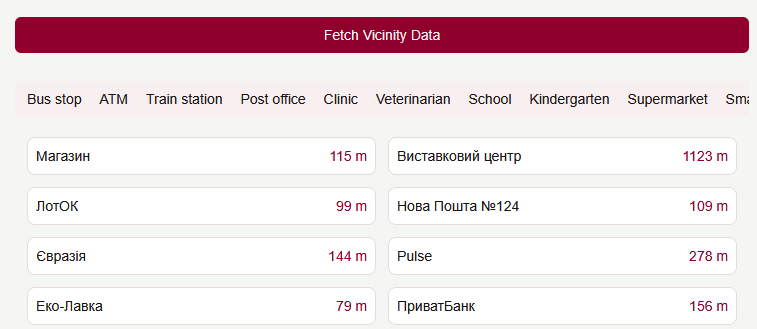 Fetch Vicinity Data
Bus stop ATM Train station Post office Clinic Veterinarian School Kindergarten Supermarket Sma
Магазин 115 m Виставковий центр 1123 m
ЛотОК 99 m Нова Пошта №124 109 m
Євразія 144 m Pulse 278 m
Еко-Лавка 79 m ПриватБанк 156 m